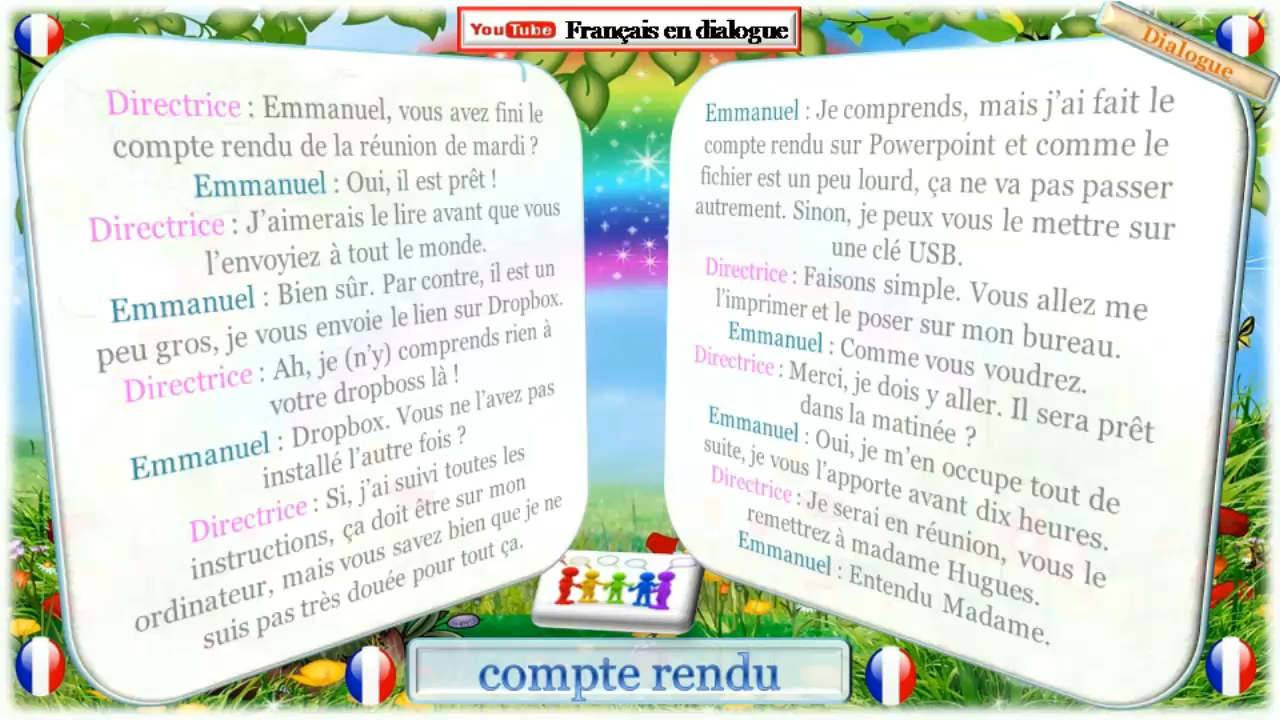 YouTube Français en dialogue
Dialogue
Directrice : Emmanuel, vous avez fini le
compte rendu de la réunion de mardi ?
Emmanuel : Oui, il est prêt !
Directrice : J’aimerais le lire avant que vous
l’envoyiez à tout le monde.
Emmanuel : Bien sûr. Par contre, il est un
peu gros, je vous envoie le lien sur Dropbox.
Directrice : Ah, je (n’y) comprends rien à
votre dropboss là !
Emmanuel : Dropbox. Vous ne l’avez pas
installé l’autre fois ?
Directrice : Si, j’ai suivi toutes les
instructions, ça doit être sur mon
ordinateur, mais vous savez bien que je ne
suis pas très douée pour tout ça.
Emmanuel : Je comprends, mais j’ai fait le
compte rendu sur Powerpoint et comme le
fichier est un peu lourd, ça ne va pas passer
autrement. Sinon, je peux vous le mettre sur
une clé USB.
Directrice : Faisons simple. Vous allez me
l’imprimer et le poser sur mon bureau.
Emmanuel : Comme vous voudrez.
Directrice : Merci, je dois y aller. Il sera prêt
dans la matinée ?
Emmanuel : Oui, je m’en occupe tout de
suite, je vous l’apporte avant dix heures.
Directrice : Je serai en réunion, vous le
remettrez à madame Hugues.
Emmanuel : Entendu Madame.
compte rendu